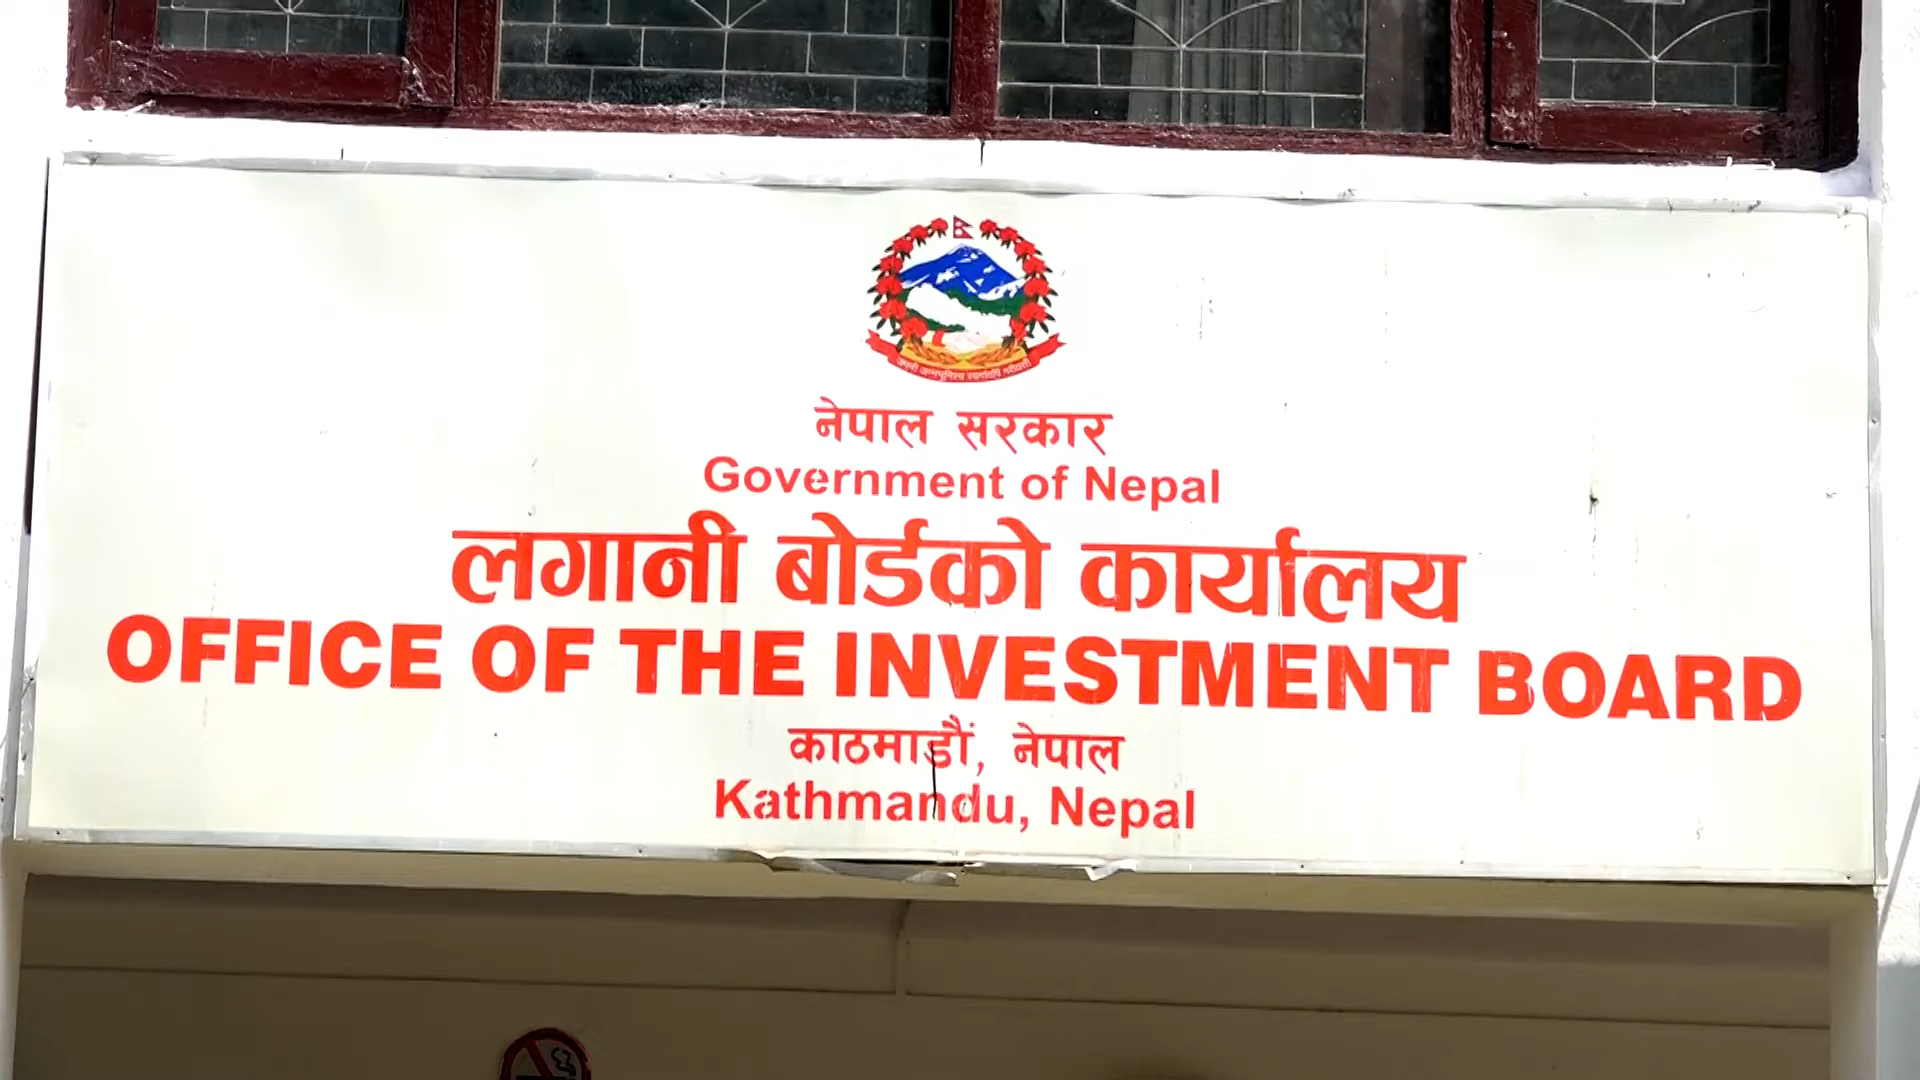 नेपाल सरकार
Government of Nepal
लगानी बोर्डको कार्यालय
OFFICE OF THE INVESTMENT BOARD
काठमाडौं, नेपाल
Kathmandu, Nepal